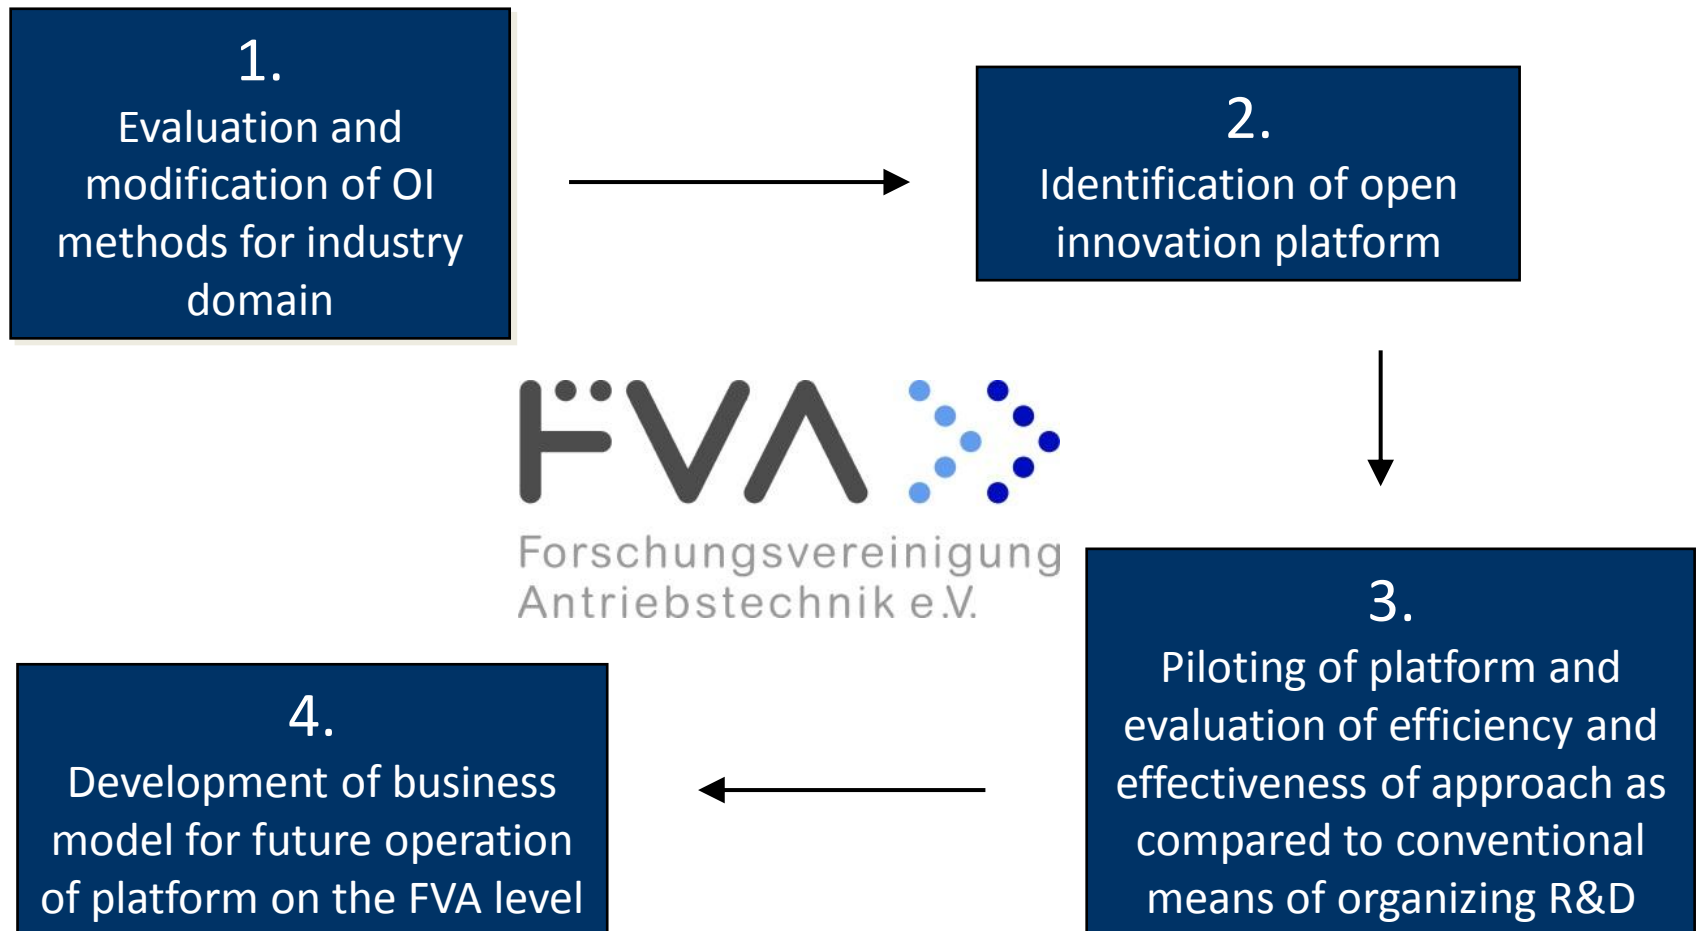 1.
Evaluation and
modification of OI
methods for industry
domain
2.
Identification of open
innovation platform
FVA
Forschungsvereinigung
Antriebstechnik e.V.
3.
Piloting of platform and
evaluation of efficiency and
effectiveness of approach as
compared to conventional
means of organizing R&D
4.
Development of business
model for future operation
of platform on the FVA level